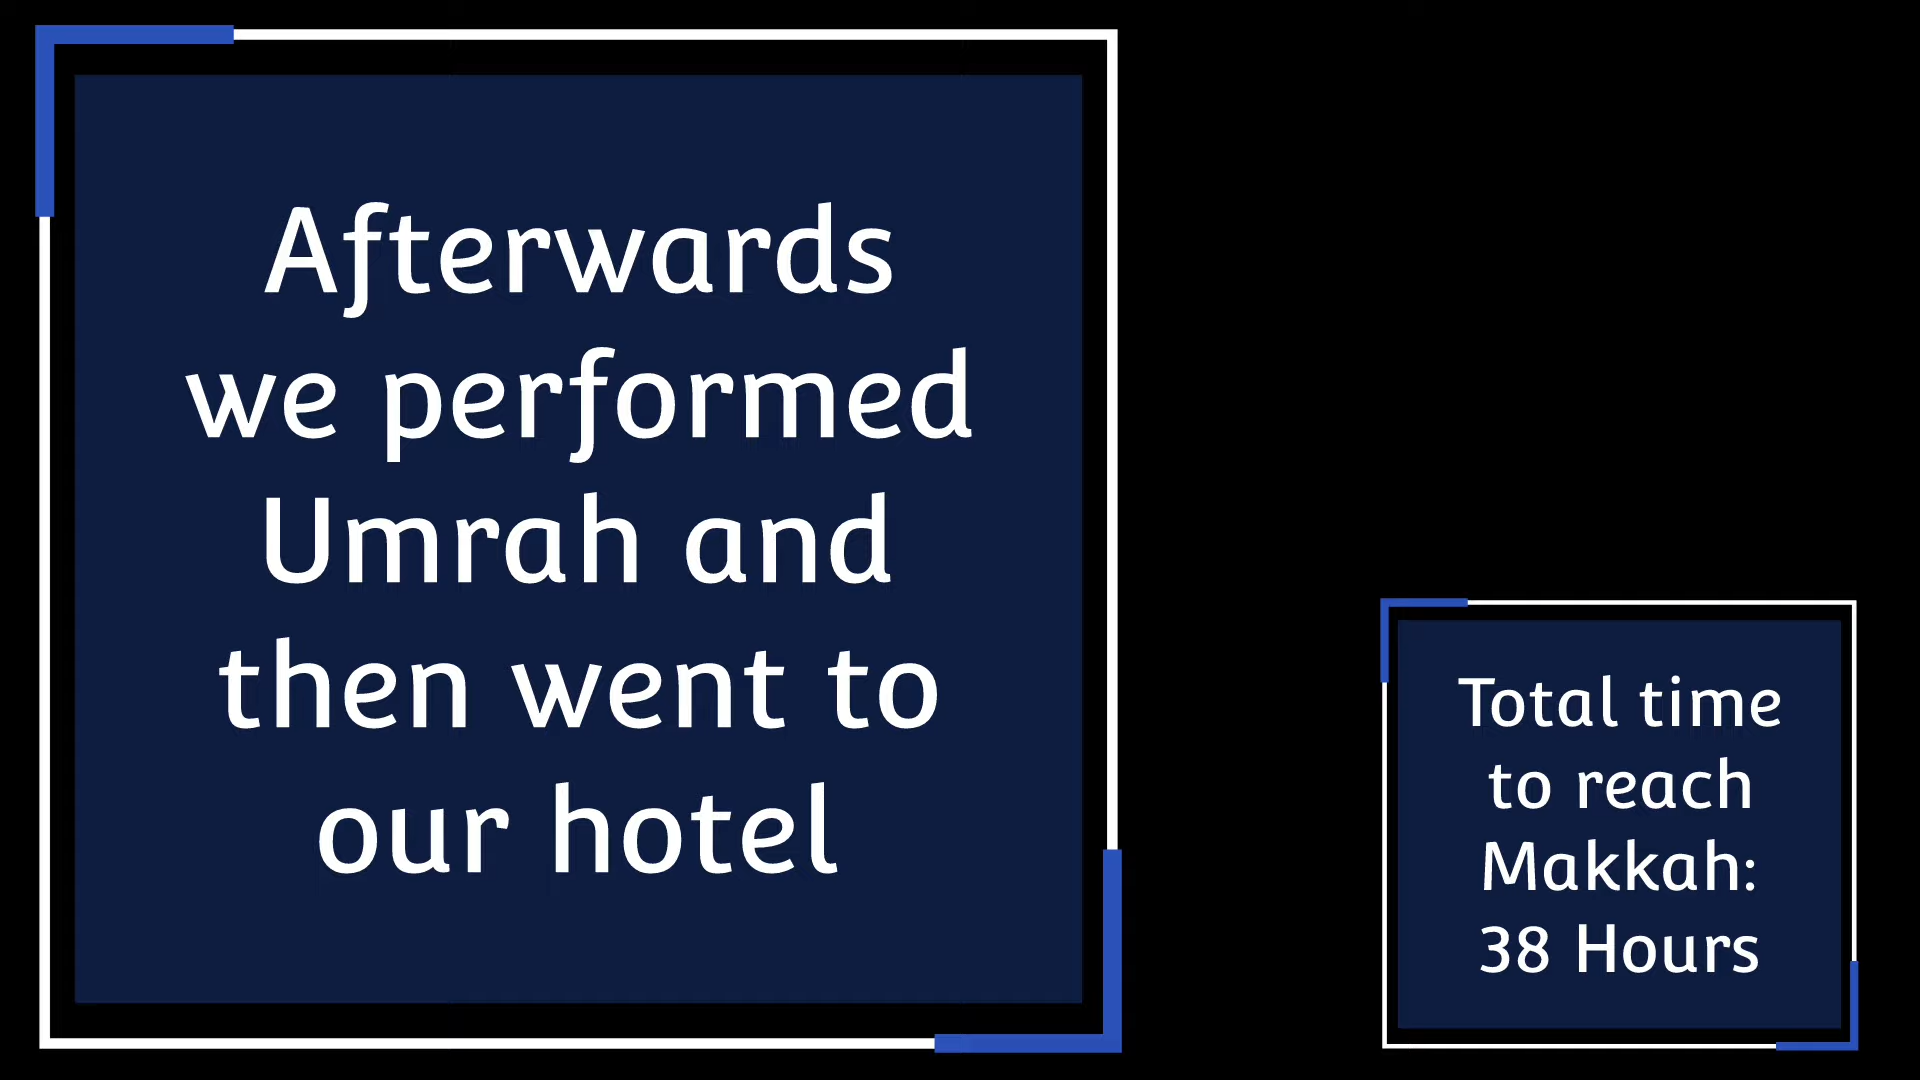 Afterwards
we performed
Umrah and
then went to
our hotel
Total time
to reach
Makkah:
38 Hours